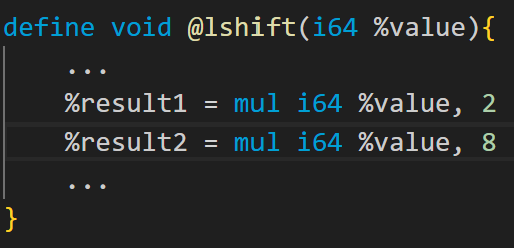 define void @lshift(i64 %value){
...
%result1 = mul i64 %value, 2
%result2 = mul i64 %value, 8
...
}